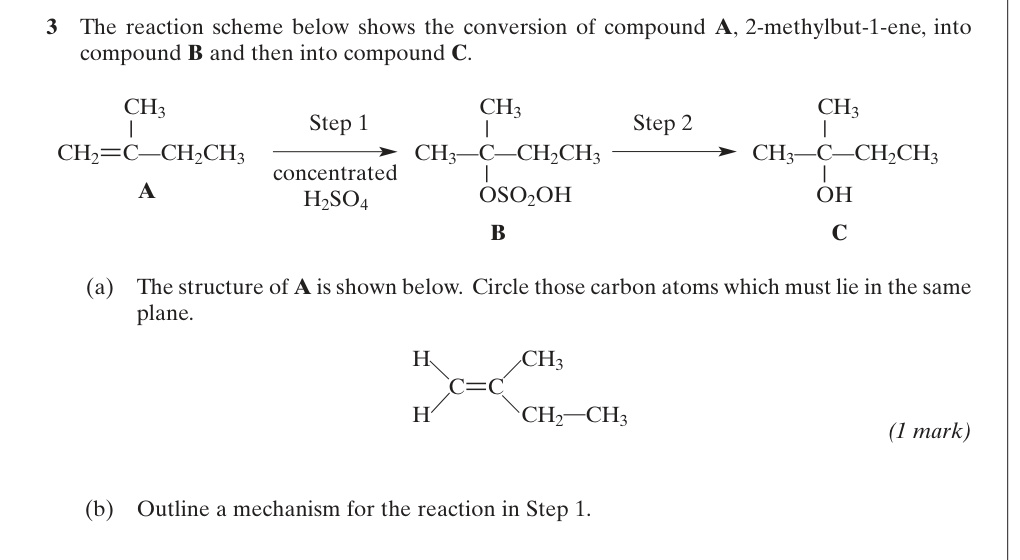 3 The reaction scheme below shows the conversion of compound A, 2-methylbut-1-ene, into
compound B and then into compound C.
CH₃ CH₃ CH₃
Step 1 Step 2
CH₂=C—CH₂CH₃ CH₃—C—CH₂CH₃ CH₃—C—CH₂CH₃
concentrated
A OSO₂OH OH
H₂SO₄
B C
(a) The structure of A is shown below. Circle those carbon atoms which must lie in the same
plane.
H CH₃
C=C
H CH₂—CH₃
(1 mark)
(b) Outline a mechanism for the reaction in Step 1.